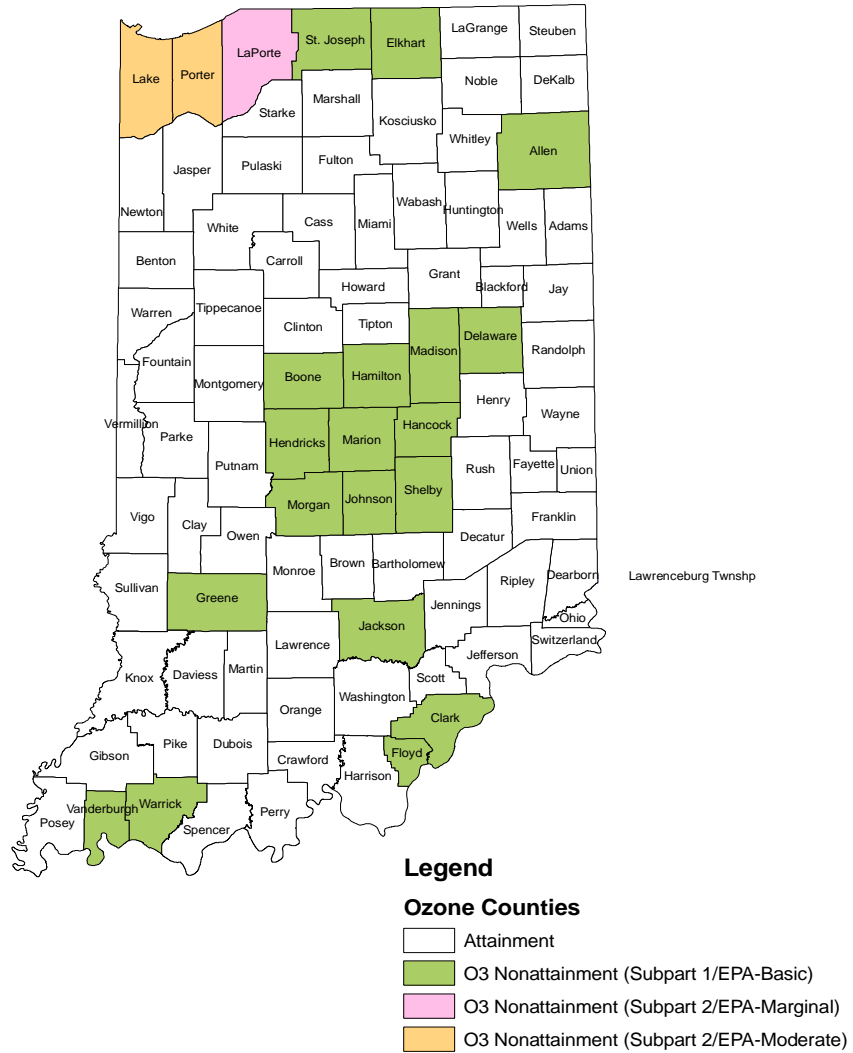 LaGrange
Steuben
St. Joseph
Elkhart
LaPorte
Lake
Porter
Noble
DeKalb
Marshall
Starke
Kosciusko
Whitley
Allen
Jasper
Pulaski
Fulton
Newton
White
Cass
Miami
Wabash
Huntington
Wells
Adams
Benton
Carroll
Howard
Grant
Blackford
Jay
Warren
Tippecanoe
Clinton
Tipton
Madison
Delaware
Randolph
Fountain
Montgomery
Boone
Hamilton
Henry
Wayne
Vermillion
Parke
Hendricks
Marion
Hancock
Putnam
Rush
Fayette
Union
Morgan
Johnson
Shelby
Vigo
Clay
Owen
Franklin
Decatur
Monroe
Brown
Bartholomew
Sullivan
Greene
Ripley
Dearborn
Lawrenceburg Twnshp
Jennings
Ohio
Jackson
Switzerland
Lawrence
Jefferson
Knox
Daviess
Martin
Scott
Washington
Orange
Clark
Gibson
Pike
Dubois
Crawford
Floyd
Harrison
Posey
Vanderburgh
Warrick
Spencer
Perry
Legend
Ozone Counties
Attainment
O3 Nonattainment (Subpart 1/EPA-Basic)
O3 Nonattainment (Subpart 2/EPA-Marginal)
O3 Nonattainment (Subpart 2/EPA-Moderate)